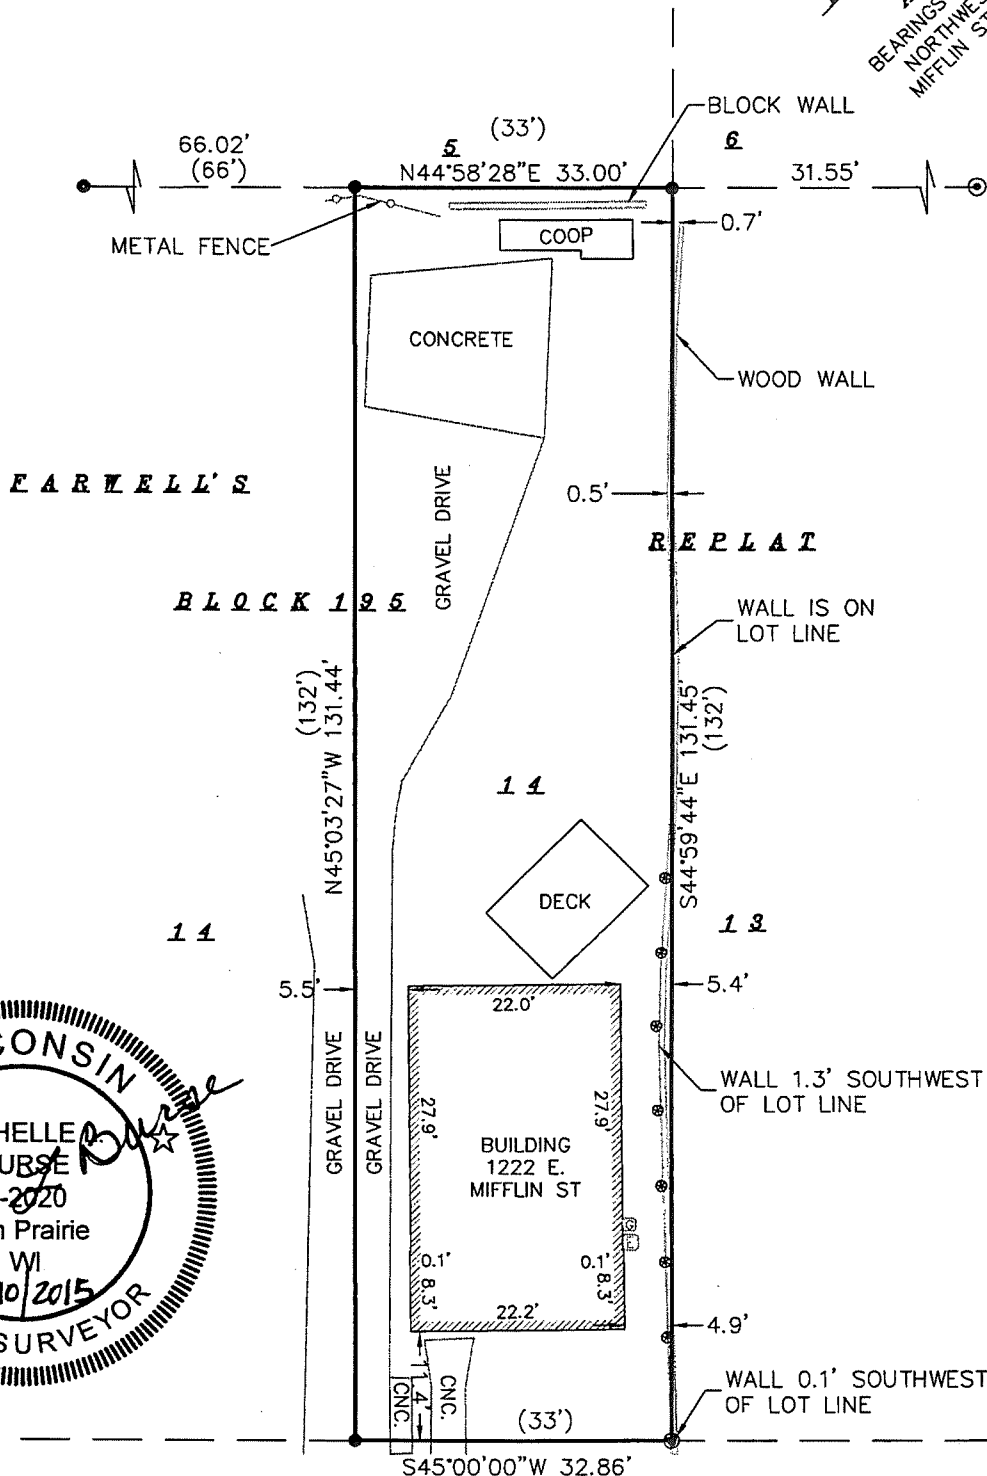 BEARINGS
NORTHWES
MIFFLIN ST
BLOCK WALL
66.02'
(66')
5
(33')
6
N44°58'28"E 33.00'
31.55'
METAL FENCE
COOP
0.7'
CONCRETE
WOOD WALL
FARWELL'S
GRAVEL DRIVE
0.5'
REPLAT
BLOCK 195
WALL IS ON
LOT LINE
(132')
N45°03'27"W 131.44'
S44°59'44"E 131.45'
(132')
14
DECK
14
13
5.5'
22.0'
5.4'
GRAVEL DRIVE
GRAVEL DRIVE
27.9'
27.9'
WALL 1.3' SOUTHWEST
OF LOT LINE
BUILDING
1222 E.
MIFFLIN ST
CONSIN
HELLE D.
URSE
-2020
n Prairie
WI
10/2015
SURVEYOR
0.1'
8.3'
0.1'
8.3'
22.2'
4.9'
11.4'
CNC.
CNC.
WALL 0.1' SOUTHWEST
OF LOT LINE
(33')
S45°00'00"W 32.86'